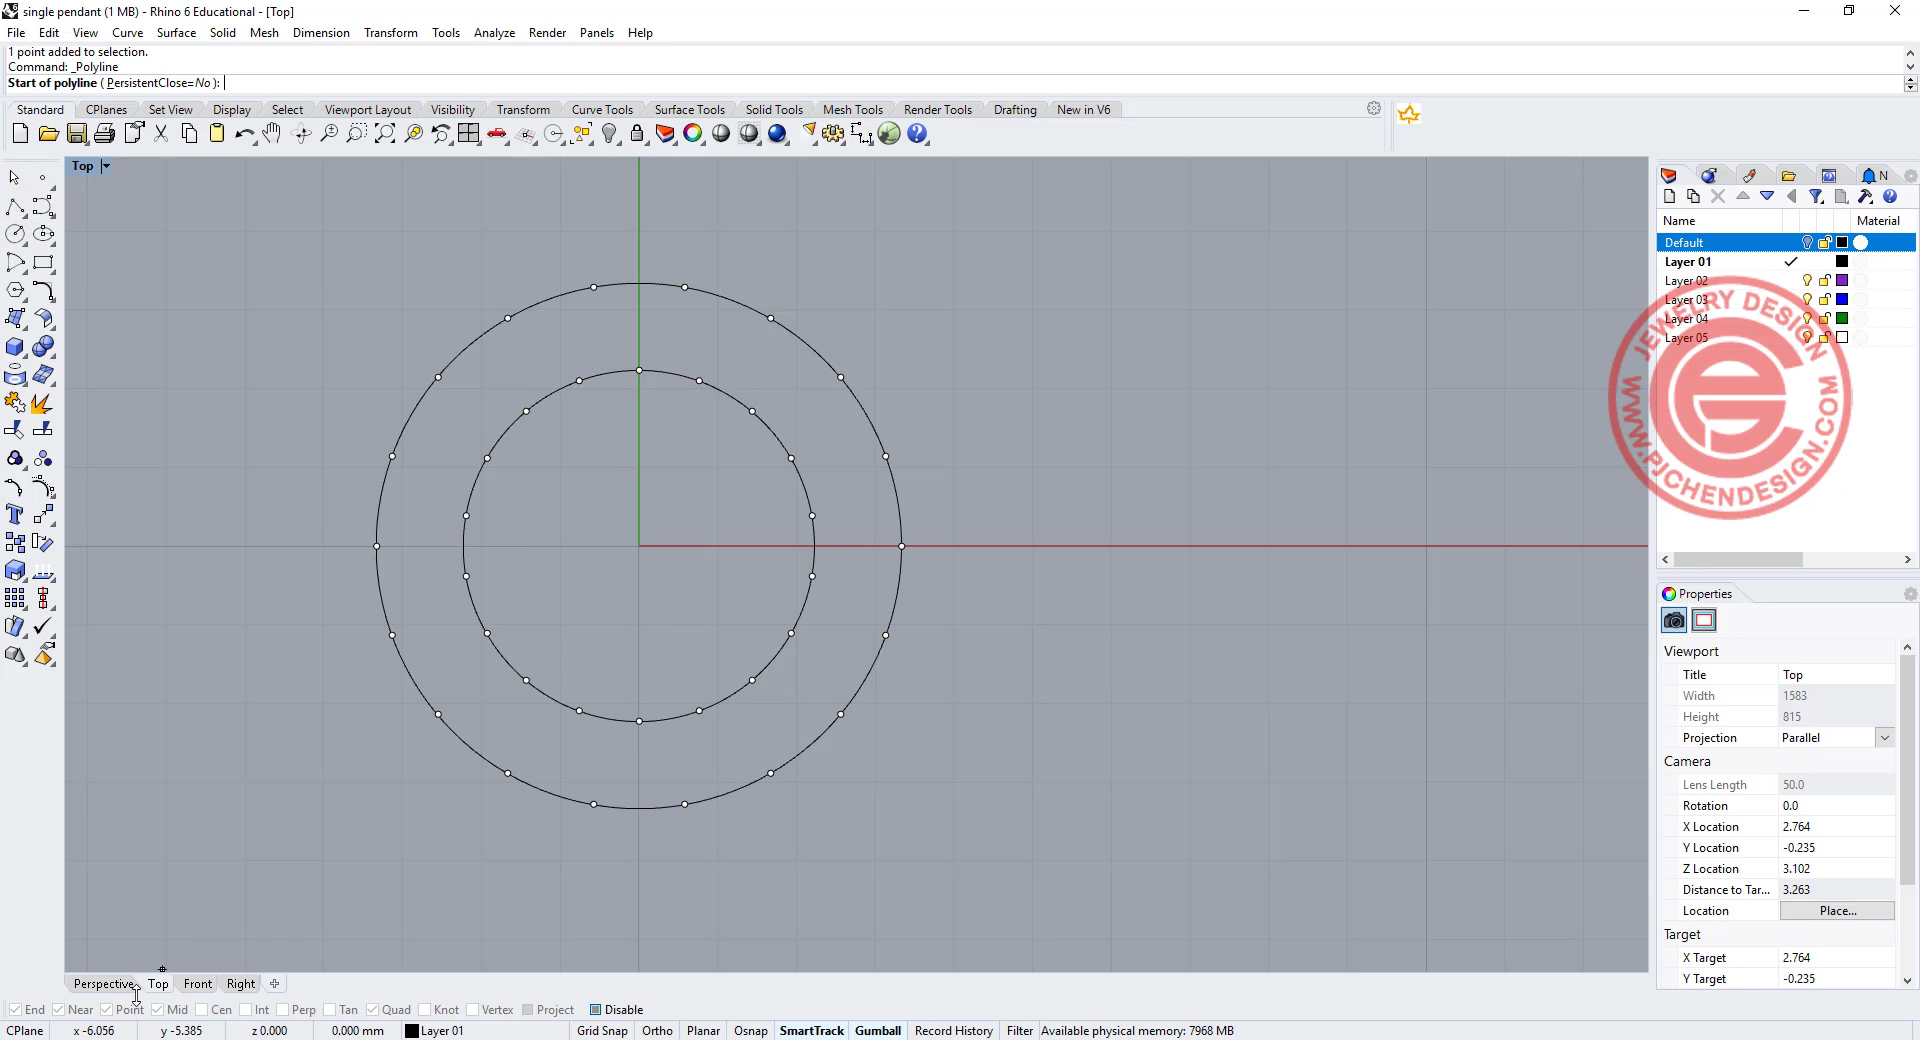 single pendant (1 MB) - Rhino 6 Educational - [Top]
File Edit View Curve Surface Solid Mesh Dimension Transform Tools Analyze Render Panels Help
1 point added to selection.
Command: _Polyline
Start of polyline ( PersistentClose=No ):
Standard CPlanes Set View Display Select Viewport Layout Visibility Transform Curve Tools Surface Tools Solid Tools Mesh Tools Render Tools Drafting New in V6
Top
N
Name Material
Default
Layer 01
Layer 02
Layer 03
Layer 04
Layer 05
JEWELRY DESIGN
WWW.PJCHENDESIGN.COM
Properties
Viewport
Title Top
Width 1583
Height 815
Projection Parallel
Camera
Lens Length 50.0
Rotation 0.0
X Location 2.764
Y Location -0.235
Z Location 3.102
Distance to Tar... 3.263
Location Place...
Target
X Target 2.764
Y Target -0.235
Perspective Top Front Right
End Near Point Mid Cen Int Perp Tan Quad Knot Vertex Project Disable
CPlane x -6.056 y -5.385 z 0.000 0.000 mm Layer 01 Grid Snap Ortho Planar Osnap SmartTrack Gumball Record History Filter Available physical memory: 7968 MB